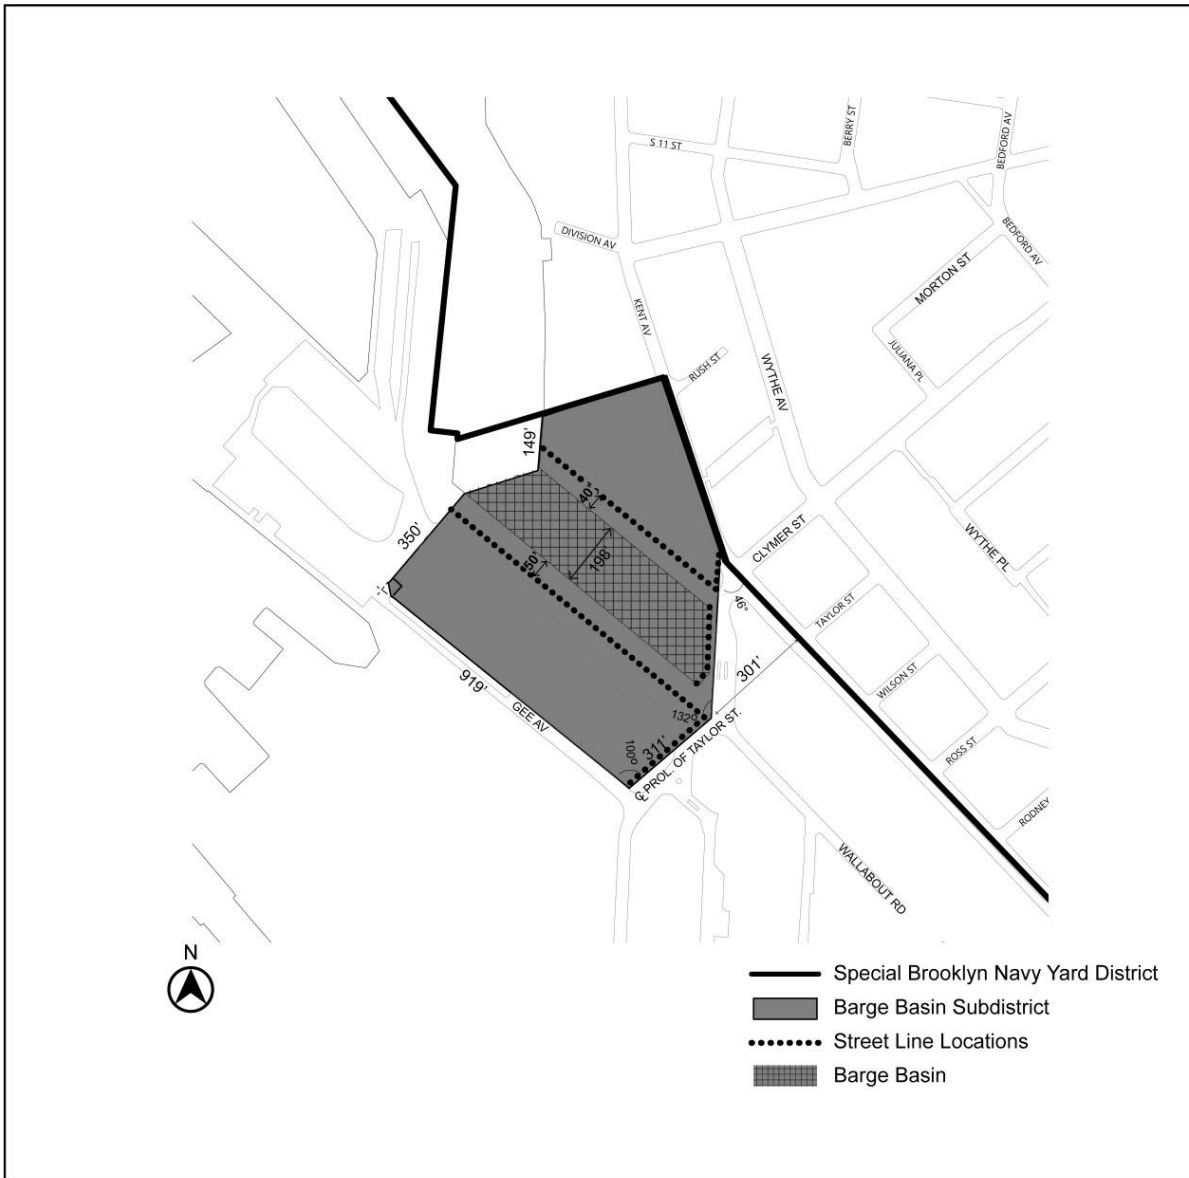 BERRY ST
BEDFORD AV
S 11 ST
DIVISION AV
BEDFORD AV
MORTON ST
KENT AV
JULIANA PL
RUSH ST
WYTHE AV
149'
40'
350'
50'
198'
CLYMER ST
WYTHE PL
46°
TAYLOR ST
301'
WILSON ST
919'
GEE AV
132°
311'
100°
℄ PROL. OF TAYLOR ST.
ROSS ST
RODNEY
WALLABOUT RD
N
Special Brooklyn Navy Yard District
Barge Basin Subdistrict
Street Line Locations
Barge Basin